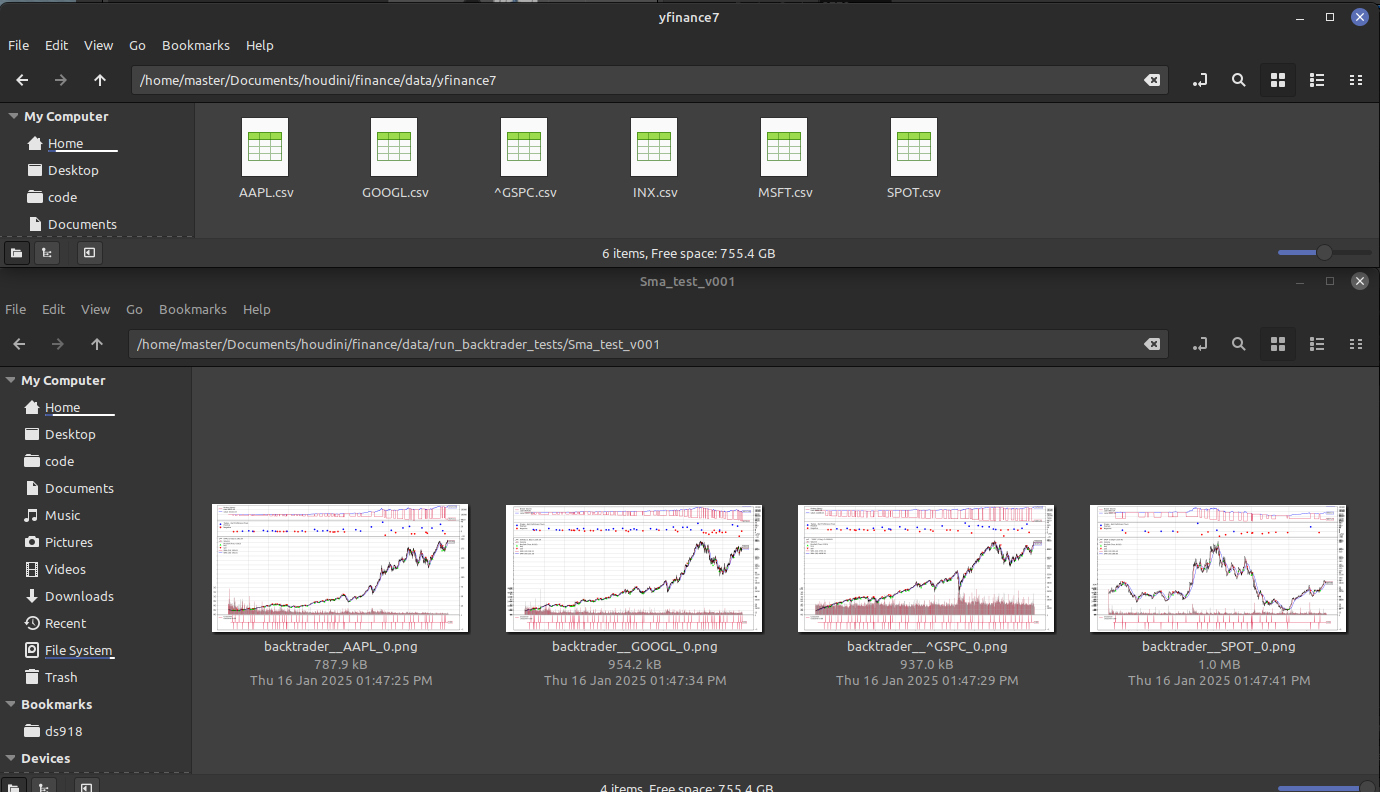 yfinance7
File Edit View Go Bookmarks Help
/home/master/Documents/houdini/finance/data/yfinance7
My Computer
Home
Desktop
code
Documents
AAPL.csv GOOGL.csv ^GSPC.csv INX.csv MSFT.csv SPOT.csv
6 items, Free space: 755.4 GB
Sma_test_v001
File Edit View Go Bookmarks Help
/home/master/Documents/houdini/finance/data/run_backtrader_tests/Sma_test_v001
My Computer
Home
Desktop
code
Documents
Music
Pictures
Videos
Downloads
Recent
File System
Trash
Bookmarks
ds918
Devices
backtrader__AAPL_0.png backtrader__GOOGL_0.png backtrader__^GSPC_0.png backtrader__SPOT_0.png
787.9 kB 954.2 kB 937.0 kB 1.0 MB
Thu 16 Jan 2025 01:47:25 PM Thu 16 Jan 2025 01:47:34 PM Thu 16 Jan 2025 01:47:29 PM Thu 16 Jan 2025 01:47:41 PM
4 items, Free space: 755.4 GB